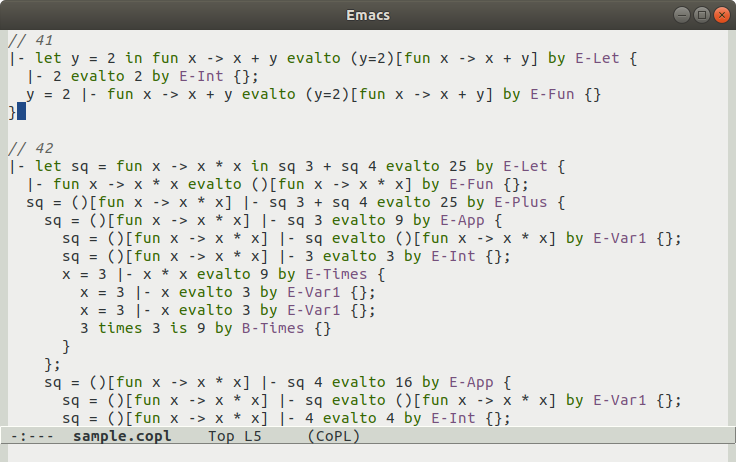 Emacs
// 41
|- let y = 2 in fun x -> x + y evalto (y=2)[fun x -> x + y] by E-Let {
  |- 2 evalto 2 by E-Int {};
  y = 2 |- fun x -> x + y evalto (y=2)[fun x -> x + y] by E-Fun {}
}

// 42
|- let sq = fun x -> x * x in sq 3 + sq 4 evalto 25 by E-Let {
  |- fun x -> x * x evalto ()[fun x -> x * x] by E-Fun {};
  sq = ()[fun x -> x * x] |- sq 3 + sq 4 evalto 25 by E-Plus {
    sq = ()[fun x -> x * x] |- sq 3 evalto 9 by E-App {
      sq = ()[fun x -> x * x] |- sq evalto ()[fun x -> x * x] by E-Var1 {};
      sq = ()[fun x -> x * x] |- 3 evalto 3 by E-Int {};
      x = 3 |- x * x evalto 9 by E-Times {
        x = 3 |- x evalto 3 by E-Var1 {};
        x = 3 |- x evalto 3 by E-Var1 {};
        3 times 3 is 9 by B-Times {}
      }
    };
    sq = ()[fun x -> x * x] |- sq 4 evalto 16 by E-App {
      sq = ()[fun x -> x * x] |- sq evalto ()[fun x -> x * x] by E-Var1 {};
      sq = ()[fun x -> x * x] |- 4 evalto 4 by E-Int {};
-:---  sample.copl    Top L5     (CoPL)